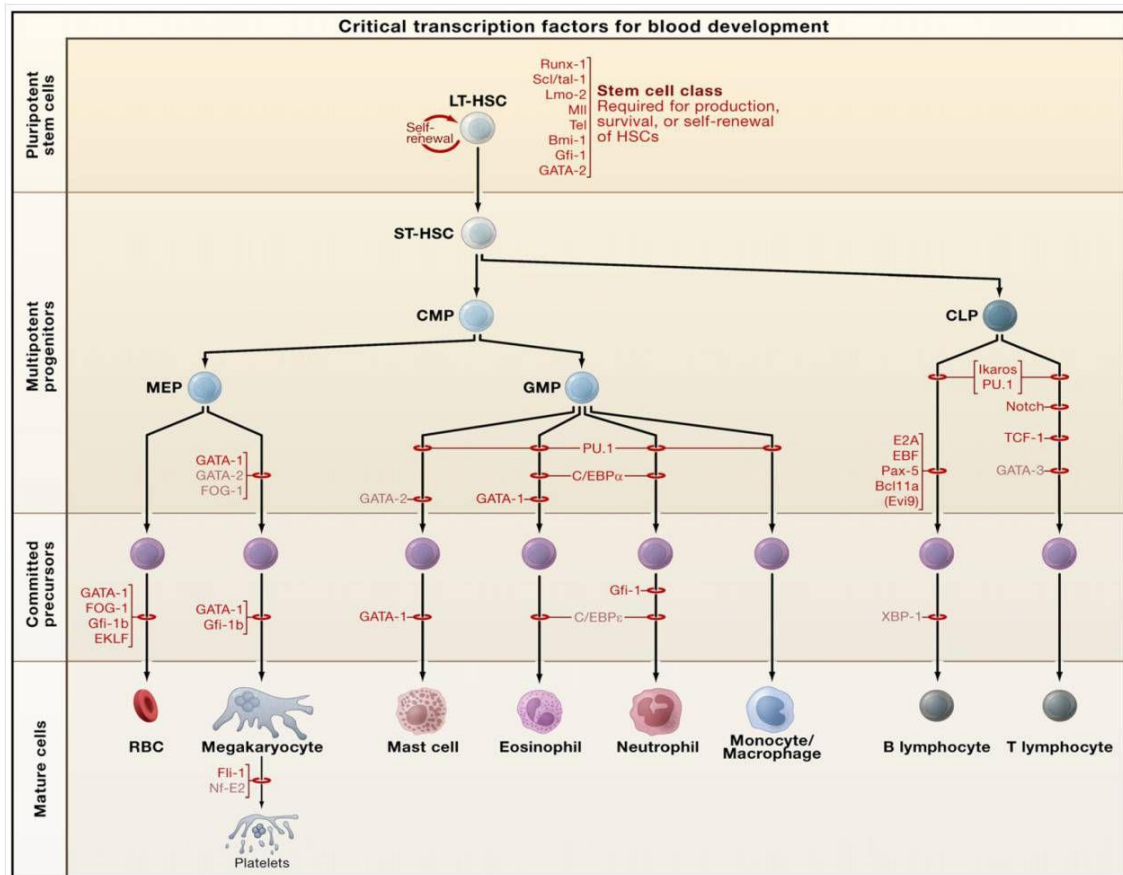 Critical transcription factors for blood development
Pluripotent
stem cells
LT-HSC
Self-
renewal
Runx-1
Scl/tal-1
Lmo-2
Mll
Tel
Bmi-1
Gfi-1
GATA-2
Stem cell class
Required for production,
survival, or self-renewal
of HSCs
Multipotent
progenitors
ST-HSC
CMP
CLP
MEP
GMP
Ikaros
PU.1
Notch
TCF-1
GATA-3
E2A
EBF
Pax-5
Bcl11a
(Evi9)
PU.1
C/EBPα
GATA-1
GATA-2
FOG-1
GATA-2
GATA-1
Committed
precursors
GATA-1
FOG-1
Gfi-1b
EKLF
GATA-1
Gfi-1b
GATA-1
Gfi-1
C/EBPε
XBP-1
Mature cells
RBC
Megakaryocyte
Mast cell
Eosinophil
Neutrophil
Monocyte/
Macrophage
B lymphocyte
T lymphocyte
Fli-1
Nf-E2
Platelets